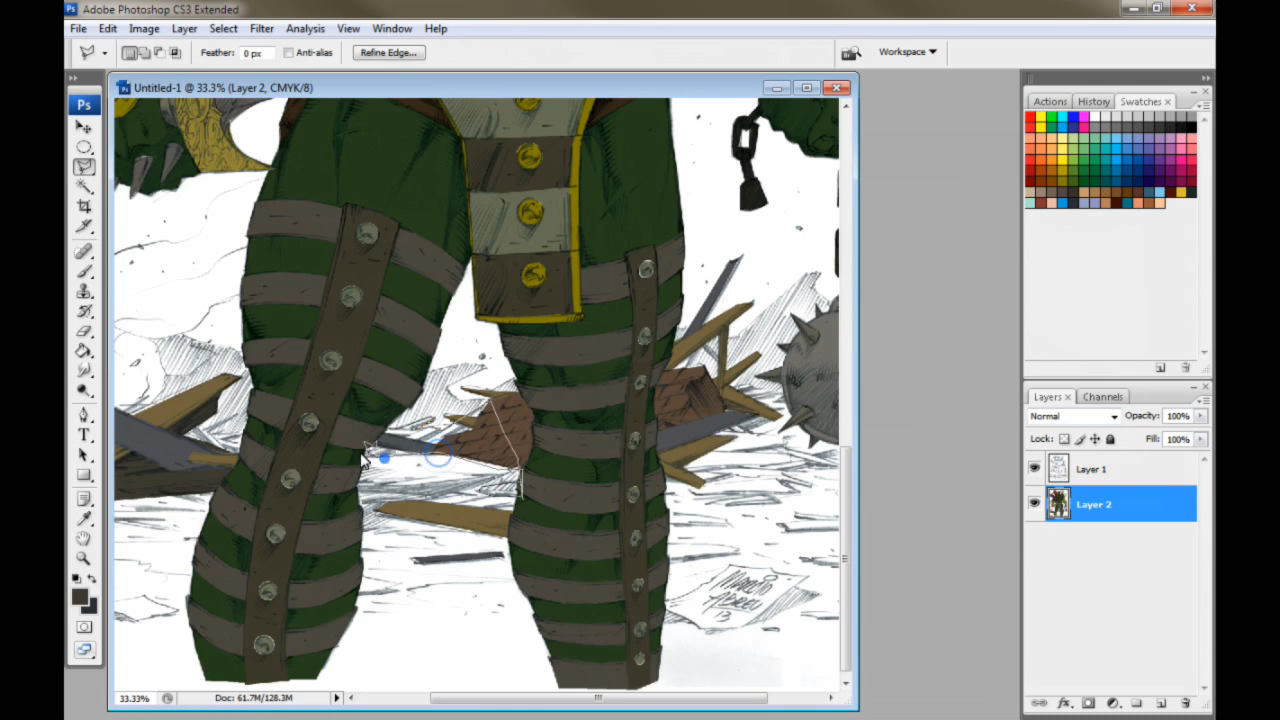 Adobe Photoshop CS3 Extended
File Edit Image Layer Select Filter Analysis View Window Help
Feather: 0 px Anti-alias Refine Edge... Workspace
Untitled-1 @ 33.3% (Layer 2, CMYK/8)
Ps
Actions History Swatches ×
Layers × Channels
Normal Opacity: 100%
Lock: Fill: 100%
Layer 1
Layer 2
13
33.33% Doc: 61.7M/128.3M